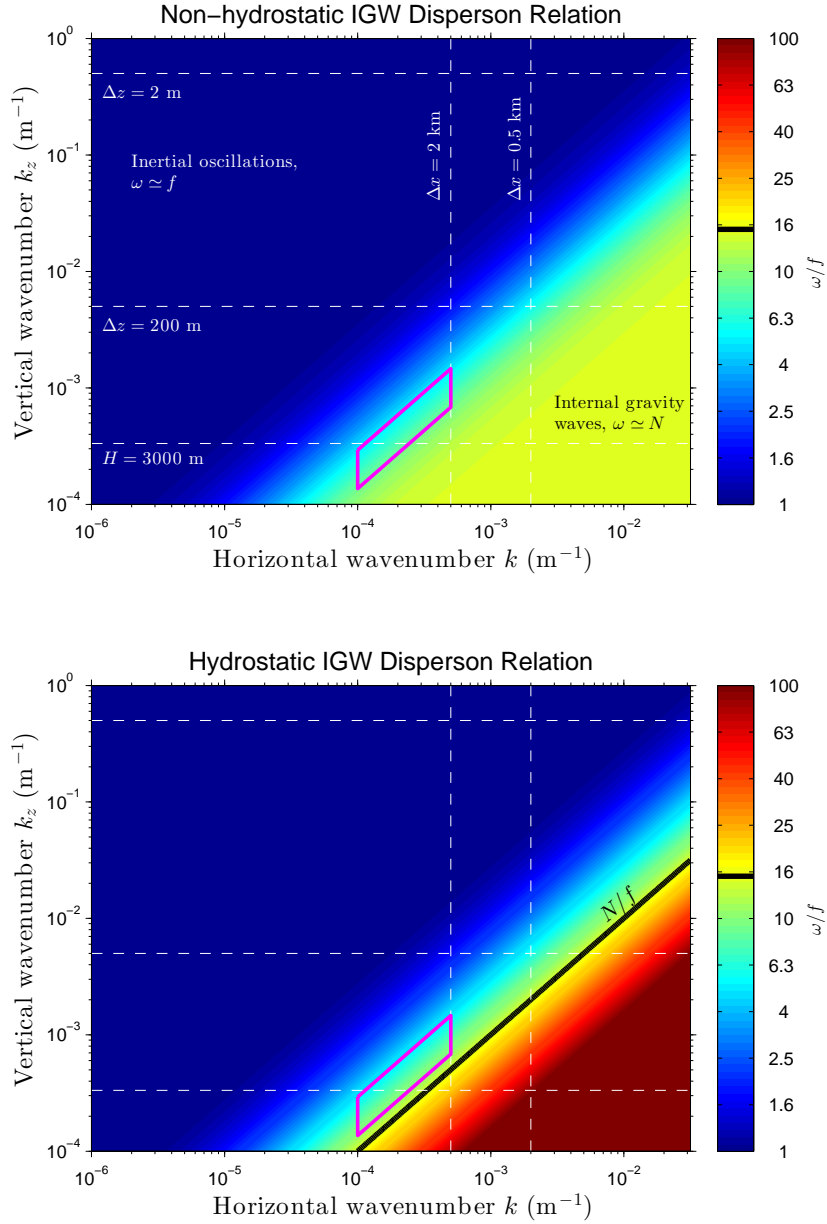 Non-hydrostatic IGW Disperson Relation
10⁰
10⁻¹
10⁻²
10⁻³
10⁻⁴
Vertical wavenumber k_z (m⁻¹)
Δz = 2 m
Inertial oscillations,
ω ≃ f
Δx = 2 km
Δx = 0.5 km
Δz = 200 m
Internal gravity
waves, ω ≃ N
H = 3000 m
10⁻⁶
10⁻⁵
10⁻⁴
10⁻³
10⁻²
Horizontal wavenumber k (m⁻¹)
100
63
40
25
16
10
6.3
4
2.5
1.6
1
ω/f
Hydrostatic IGW Disperson Relation
10⁰
10⁻¹
10⁻²
10⁻³
10⁻⁴
Vertical wavenumber k_z (m⁻¹)
N/f
10⁻⁶
10⁻⁵
10⁻⁴
10⁻³
10⁻²
Horizontal wavenumber k (m⁻¹)
100
63
40
25
16
10
6.3
4
2.5
1.6
1
ω/f